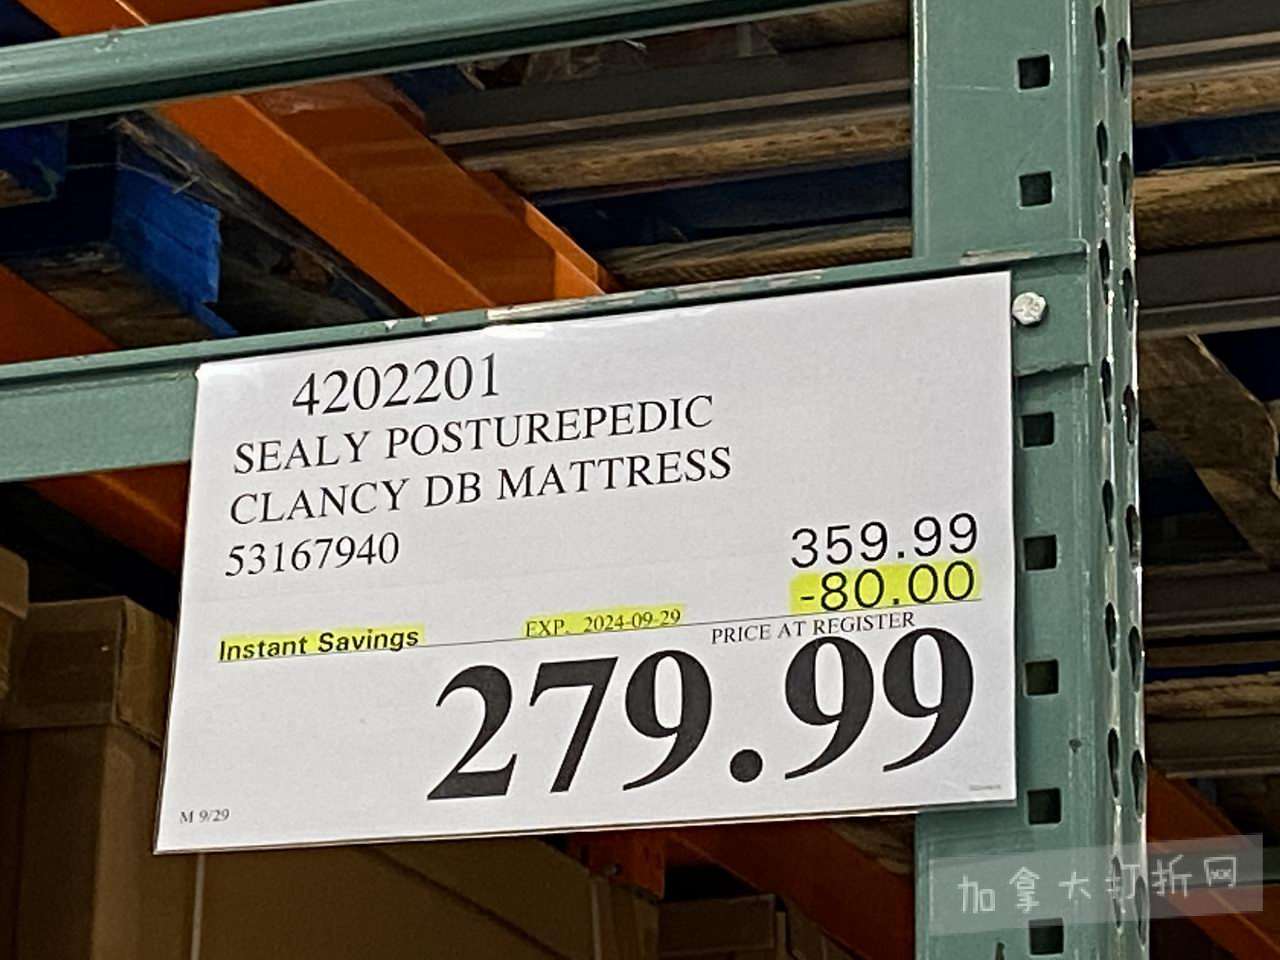 4202201
SEALY POSTUREPEDIC
CLANCY DB MATTRESS
53167940
359.99
-80.00
Instant Savings EXP. 2024-09-29 PRICE AT REGISTER
279.99
M 9/29
加拿大打折网